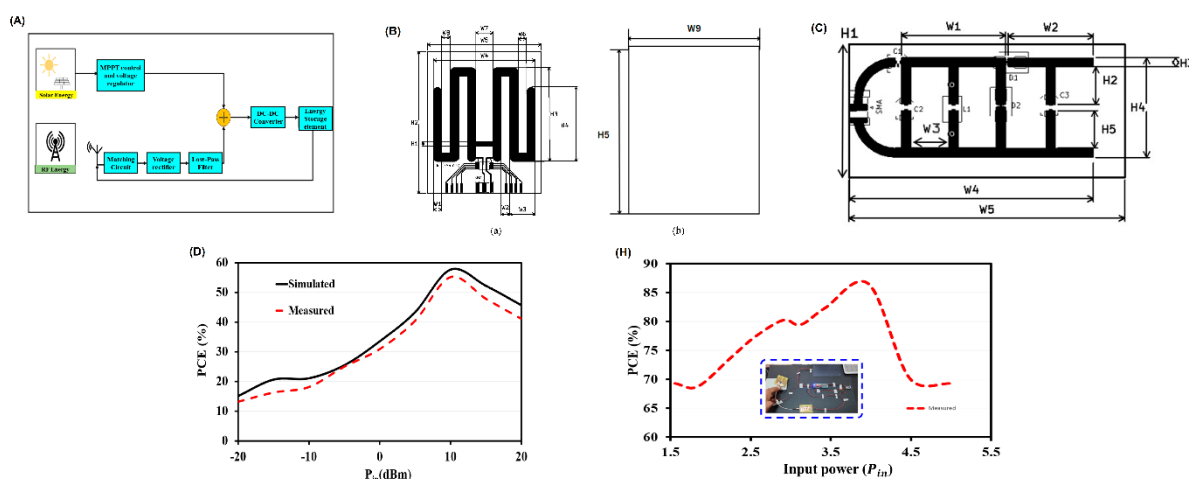 (A)
Solar Energy
MPPT control
and voltage
regulator
RF Energy
Matching
Circuit
Voltage
rectifier
Low-Pass
Filter
DC-DC
Converter
Energy
Storage
element
(B)
W7
W8
W5
W6
H2
H1
H3
H4
W1
W2
W3
(a)
W9
H5
(b)
(C)
H1
W1
W2
C1
D1
H2
H4
SMA
C2
L1
D2
C3
W3
H5
W4
W5
(D)
60
50
40
30
20
10
0
PCE (%)
Simulated
Measured
-20
-10
0
10
20
(dBm)
(H)
90
85
80
75
70
65
60
PCE (%)
Measured
1.5
2.5
3.5
4.5
5.5
Input power (P_in)